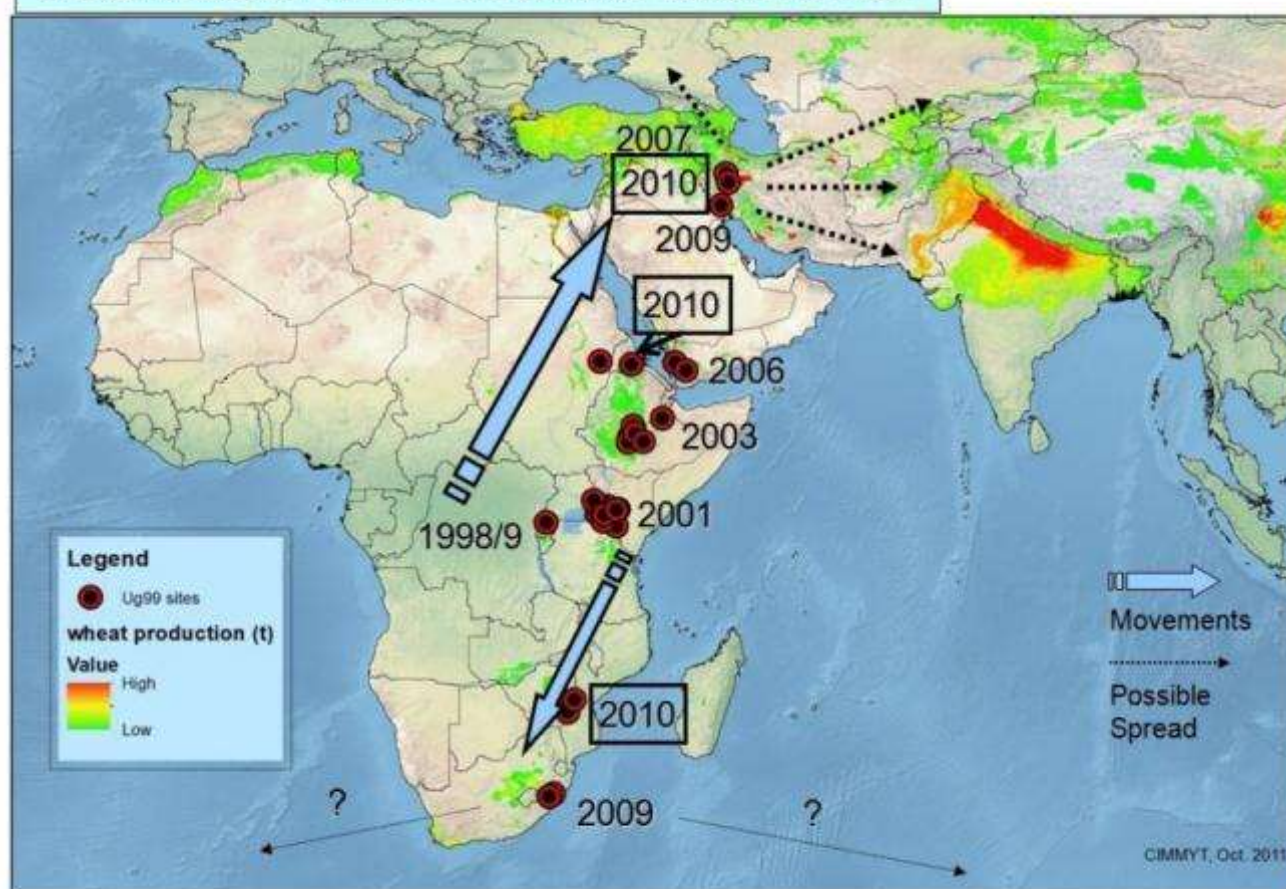 2007
2010
2009
2010
2006
2003
2001
1998/9
Legend
Ug99 sites
wheat production (t)
Value
High
Low
Movements
Possible
Spread
2010
2009
?
?
CIMMYT, Oct. 2011